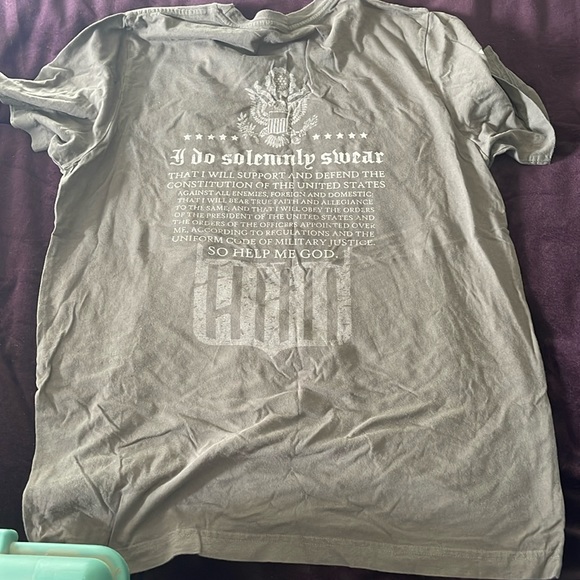 I do solemnly swear
THAT I WILL SUPPORT AND DEFEND THE
CONSTITUTION OF THE UNITED STATES
AGAINST ALL ENEMIES, FOREIGN AND DOMESTIC;
THAT I WILL BEAR TRUE FAITH AND ALLEGIANCE
TO THE SAME; AND THAT I WILL OBEY THE ORDERS
OF THE PRESIDENT OF THE UNITED STATES AND
THE ORDERS OF THE OFFICERS APPOINTED OVER
ME, ACCORDING TO REGULATIONS AND THE
UNIFORM CODE OF MILITARY JUSTICE.
SO HELP ME GOD.